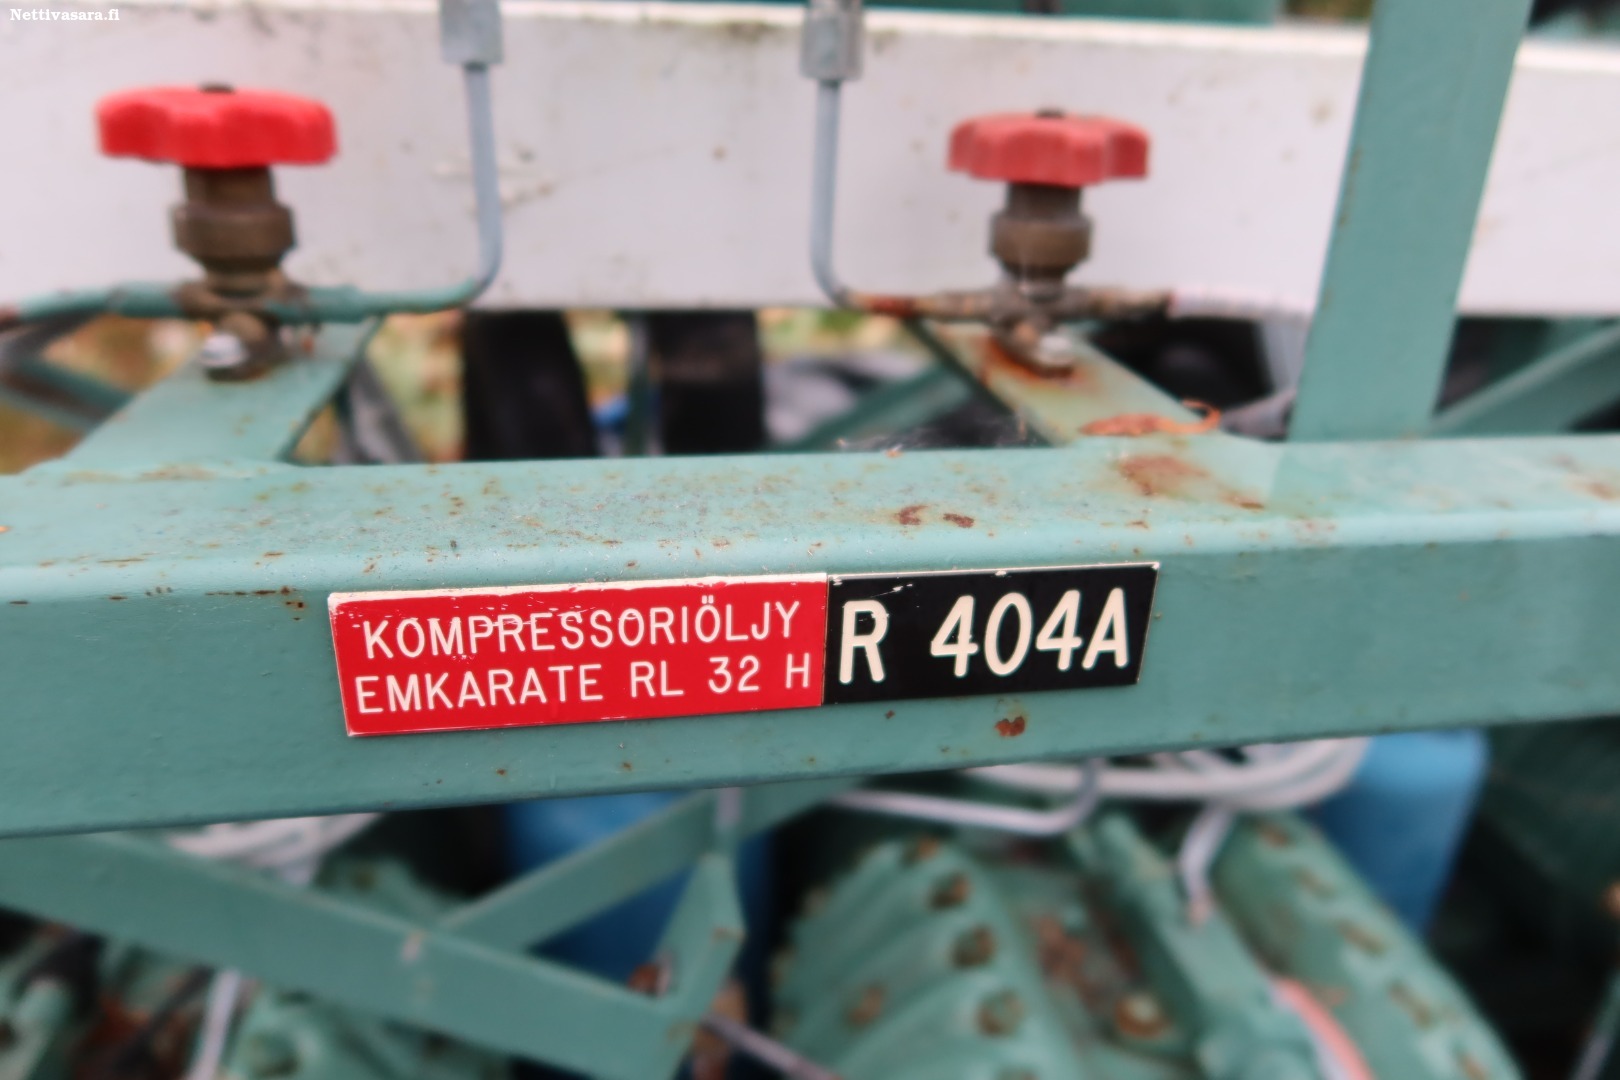 Nettivasara.fi
KOMPRESSORIÖLJY
EMKARATE RL 32 H
R 404A